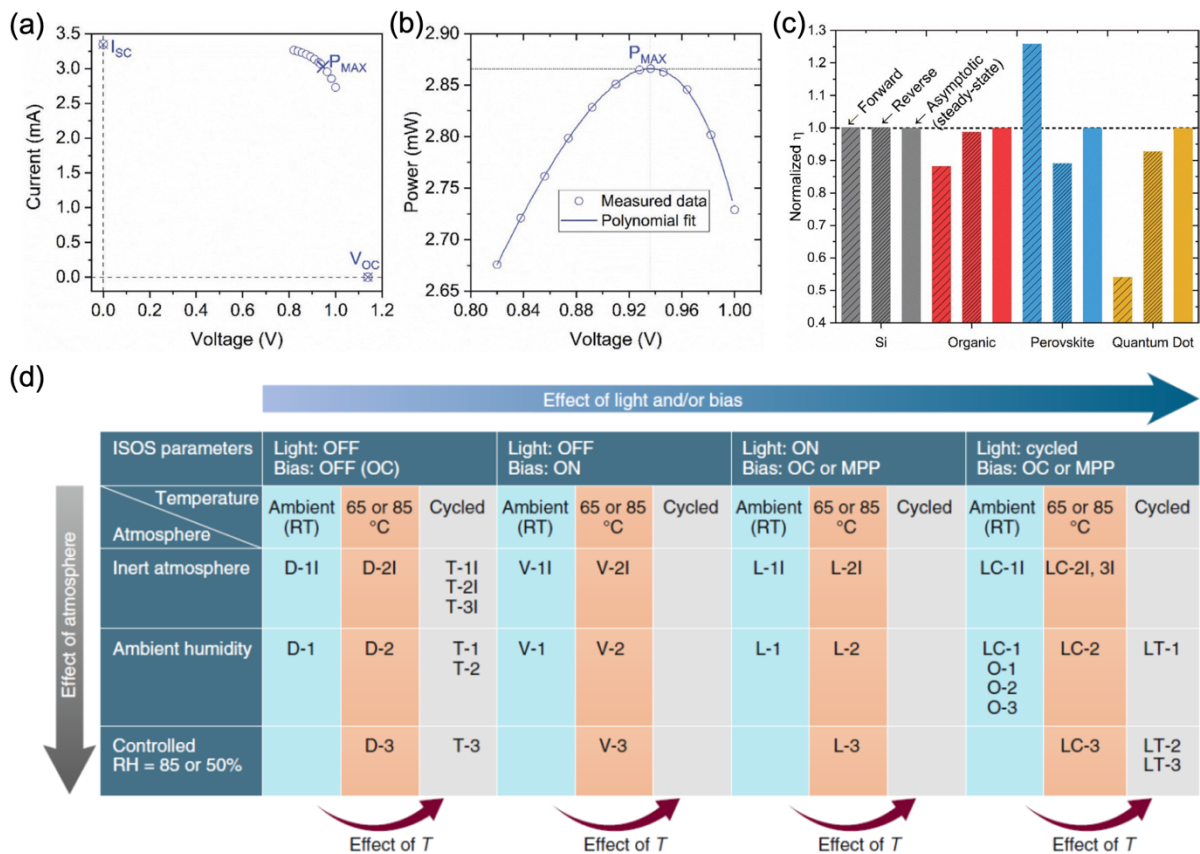 (a)
3.5
3.0
2.5
2.0
1.5
1.0
0.5
0.0
Current (mA)
I_SC
P_MAX
V_OC
0.0 0.2 0.4 0.6 0.8 1.0 1.2
Voltage (V)
(b)
2.90
2.85
2.80
2.75
2.70
2.65
Power (mW)
P_MAX
Measured data
Polynomial fit
0.80 0.84 0.88 0.92 0.96 1.00
Voltage (V)
(c)
1.3
1.2
1.1
1.0
0.9
0.8
0.7
0.6
0.5
0.4
Normalized η
←Forward
←Reverse
←Asymptotic
(steady-state)
Si Organic Perovskite Quantum Dot
(d)
Effect of light and/or bias
Effect of atmosphere
ISOS parameters
Light: OFF
Bias: OFF (OC)
Light: OFF
Bias: ON
Light: ON
Bias: OC or MPP
Light: cycled
Bias: OC or MPP
Temperature
Atmosphere
Ambient
(RT)
65 or 85
°C
Cycled
Ambient
(RT)
65 or 85
°C
Cycled
Ambient
(RT)
65 or 85
°C
Cycled
Ambient
(RT)
65 or 85
°C
Cycled
Inert atmosphere
D-1I
D-2I
T-1I
T-2I
T-3I
V-1I
V-2I
L-1I
L-2I
LC-1I
LC-2I, 3I
Ambient humidity
D-1
D-2
T-1
T-2
V-1
V-2
L-1
L-2
LC-1
O-1
O-2
O-3
LC-2
LT-1
Controlled
RH = 85 or 50%
D-3
T-3
V-3
L-3
LC-3
LT-2
LT-3
Effect of T
Effect of T
Effect of T
Effect of T